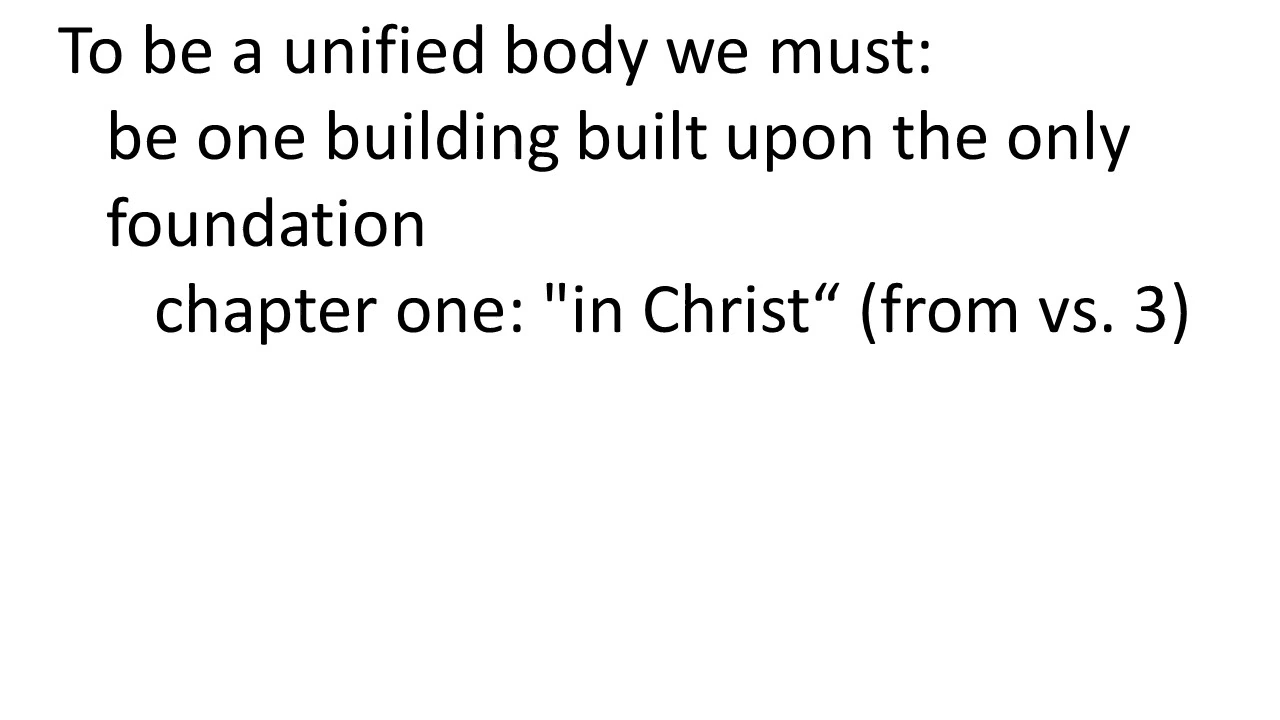 To be a unified body we must:
be one building built upon the only
foundation
chapter one: "in Christ“ (from vs. 3)